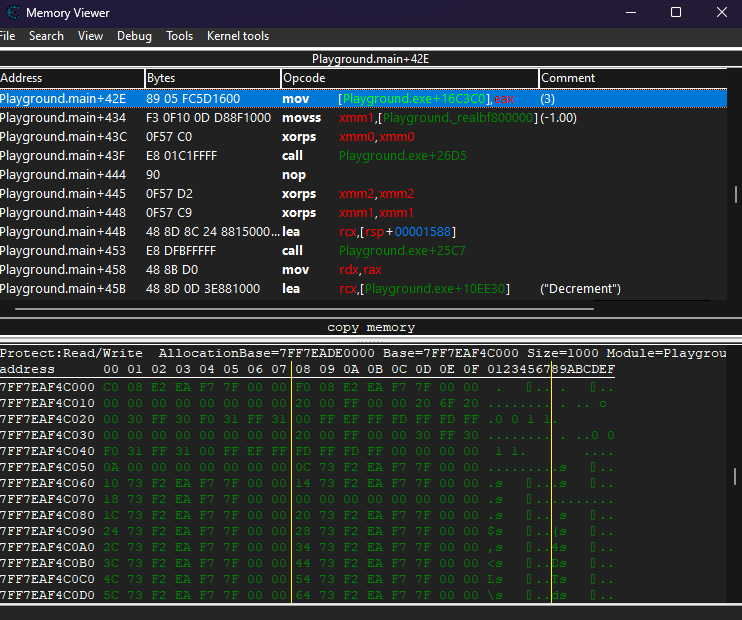 Memory Viewer
File Search View Debug Tools Kernel tools
Playground.main+42E
Address Bytes Opcode Comment
Playground.main+42E 89 05 FC5D1600 mov [Playground.exe+16C3C0],eax (3)
Playground.main+434 F3 0F10 0D D88F1000 movss xmm1,[Playground._realbf800000] (-1.00)
Playground.main+43C 0F57 C0 xorps xmm0,xmm0
Playground.main+43F E8 01C1FFFF call Playground.exe+26D5
Playground.main+444 90 nop
Playground.main+445 0F57 D2 xorps xmm2,xmm2
Playground.main+448 0F57 C9 xorps xmm1,xmm1
Playground.main+44B 48 8D 8C 24 8815000... lea rcx,[rsp+00001588]
Playground.main+453 E8 DFBFFFFF call Playground.exe+25C7
Playground.main+458 48 8B D0 mov rdx,rax
Playground.main+45B 48 8D 0D 3E881000 lea rcx,[Playground.exe+10EE30] ("Decrement")
copy memory
Protect:Read/Write AllocationBase=7FF7EADE0000 Base=7FF7EAF4C000 Size=1000 Module=Playgrou
address 00 01 02 03 04 05 06 07 08 09 0A 0B 0C 0D 0E 0F 0123456789ABCDEF
7FF7EAF4C000 C0 08 E2 EA F7 7F 00 00 F0 08 E2 EA F7 7F 00 00
7FF7EAF4C010 00 00 00 00 00 00 00 00 20 00 FF 00 00 20 6F 20 ........ ... o
7FF7EAF4C020 00 30 FF 30 F0 31 FF 31 00 FF EF FF FD FF FD FF .0 0 1 1.
7FF7EAF4C030 00 00 00 00 00 00 00 00 20 00 FF 00 00 00 30 FF 30 ........ . ..0 0
7FF7EAF4C040 F0 31 FF 31 00 FF EF FF FD FF FD FF 00 00 00 00 1 1. ....
7FF7EAF4C050 0A 00 00 00 00 00 00 00 0C 73 F2 EA F7 7F 00 00 .........s ..
7FF7EAF4C060 10 73 F2 EA F7 7F 00 00 14 73 F2 EA F7 7F 00 00 .s ...s ..
7FF7EAF4C070 18 73 F2 EA F7 7F 00 00 00 00 00 00 00 00 00 00 .s ..........
7FF7EAF4C080 1C 73 F2 EA F7 7F 00 00 20 73 F2 EA F7 7F 00 00 .s .. s ..
7FF7EAF4C090 24 73 F2 EA F7 7F 00 00 28 73 F2 EA F7 7F 00 00 $s ..(s ..
7FF7EAF4C0A0 2C 73 F2 EA F7 7F 00 00 34 73 F2 EA F7 7F 00 00 ,s ..4s ..
7FF7EAF4C0B0 3C 73 F2 EA F7 7F 00 00 44 73 F2 EA F7 7F 00 00 <s ..Ds ..
7FF7EAF4C0C0 4C 73 F2 EA F7 7F 00 00 54 73 F2 EA F7 7F 00 00 Ls ..Ts ..
7FF7EAF4C0D0 5C 73 F2 EA F7 7F 00 00 64 73 F2 EA F7 7F 00 00 \s ..ds ..